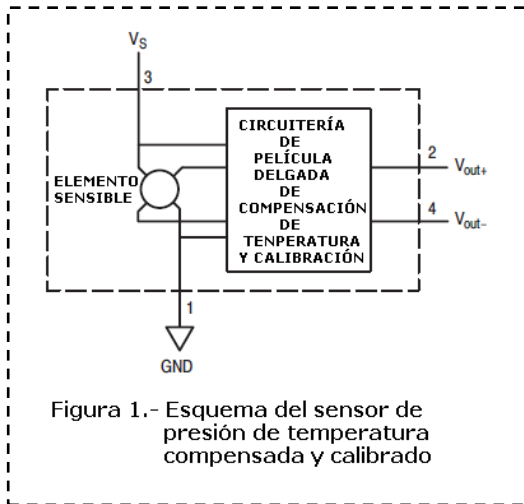 VS
3
CIRCUITERÍA
DE
PELÍCULA
DELGADA
DE
COMPENSACIÓN
DE
TENPERATURA
Y CALIBRACIÓN
ELEMENTO
SENSIBLE
2
Vout+
4
Vout-
1
GND
Figura 1.- Esquema del sensor de
presión de temperatura
compensada y calibrado